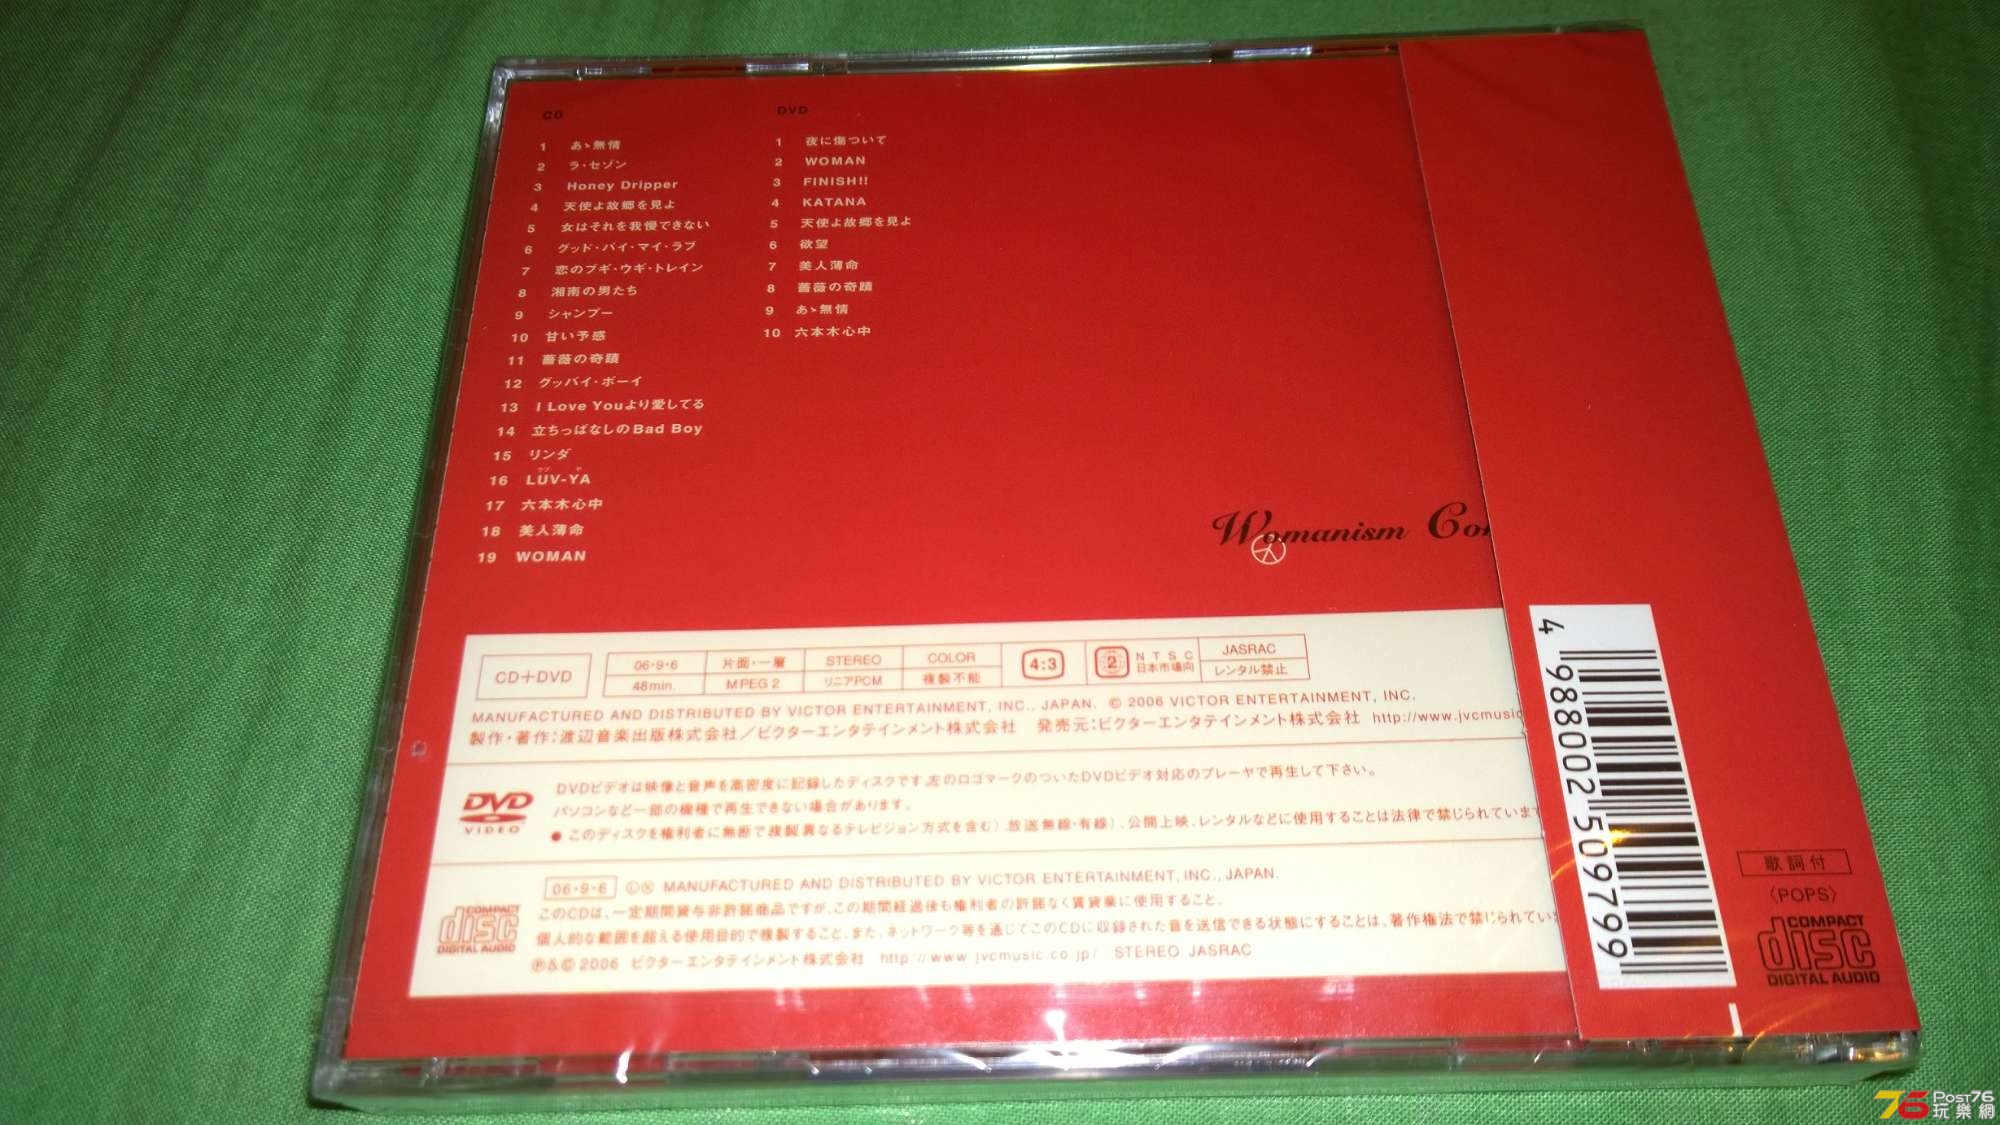 CD
1 あゝ無情
2 ラ・セゾン
3 Honey Dripper
4 天使よ故郷を見よ
5 女はそれを我慢できない
6 グッド・バイ・マイ・ラブ
7 恋のブギ・ウギ・トレイン
8 湘南の男たち
9 シャンプー
10 甘い予感
11 薔薇の奇蹟
12 グッバイ・ボーイ
13 I Love Youより愛してる
14 立ちっぱなしのBad Boy
15 リンダ
ラブ ヤ
16 LUV-YA
17 六本木心中
18 美人薄命
19 WOMAN
DVD
1 夜に傷ついて
2 WOMAN
3 FINISH!!
4 KATANA
5 天使よ故郷を見よ
6 欲望
7 美人薄命
8 薔薇の奇蹟
9 あゝ無情
10 六本木心中
Womanism
CD+DVD
06・9・6 片面・一層 STEREO COLOR 4:3 2 NTSC JASRAC
48min. MPEG 2 リニアPCM 複製不能 日本市場向 レンタル禁止
MANUFACTURED AND DISTRIBUTED BY VICTOR ENTERTAINMENT, INC., JAPAN. © 2006 VICTOR ENTERTAINMENT, INC.
製作・著作:渡辺音楽出版株式会社/ビクターエンタテインメント株式会社 発売元:ビクターエンタテインメント株式会社 http://www.jvcmusic
DVD VIDEO
DVDビデオは映像と音声を高密度に記録したディスクです。左のロゴマークのついたDVDビデオ対応のプレーヤで再生して下さい。
パソコンなど一部の機種で再生できない場合があります。
● このディスクを権利者に無断で複製異なるテレビジョン方式を含む)、放送無線・有線)、公開上映、レンタルなどに使用することは法律で禁じられていま
COMPACT disc DIGITAL AUDIO
06・9・6 MANUFACTURED AND DISTRIBUTED BY VICTOR ENTERTAINMENT, INC., JAPAN.
このCDは、一定期間貸与非許諾商品ですが、この期間経過後も権利者の許諾なく賃貸業に使用すること、
個人的な範囲を超える使用目的で複製すること、また、ネットワーク等を通じてこのCDに収録された音を送信できる状態にすることは、著作権法で禁じられてい
℗&© 2006 ビクターエンタテインメント株式会社 http://www.jvcmusic.co.jp/ STEREO JASRAC
4 988002 509799
歌詞付
〈POPS〉
COMPACT
disc
DIGITAL AUDIO
76 Post76
玩樂網